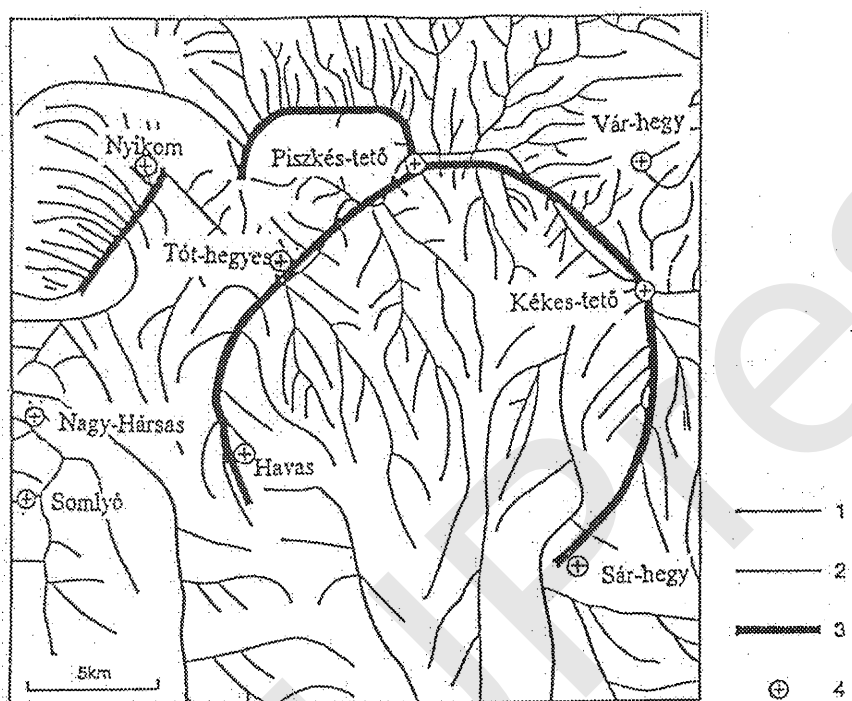 Nyikom
Piszkés-tető
Vár-hegy
Tót-hegyes
Kékes-tető
Nagy-Hársas
Havas
Somlyó
Sár-hegy
5km
1
2
3
4